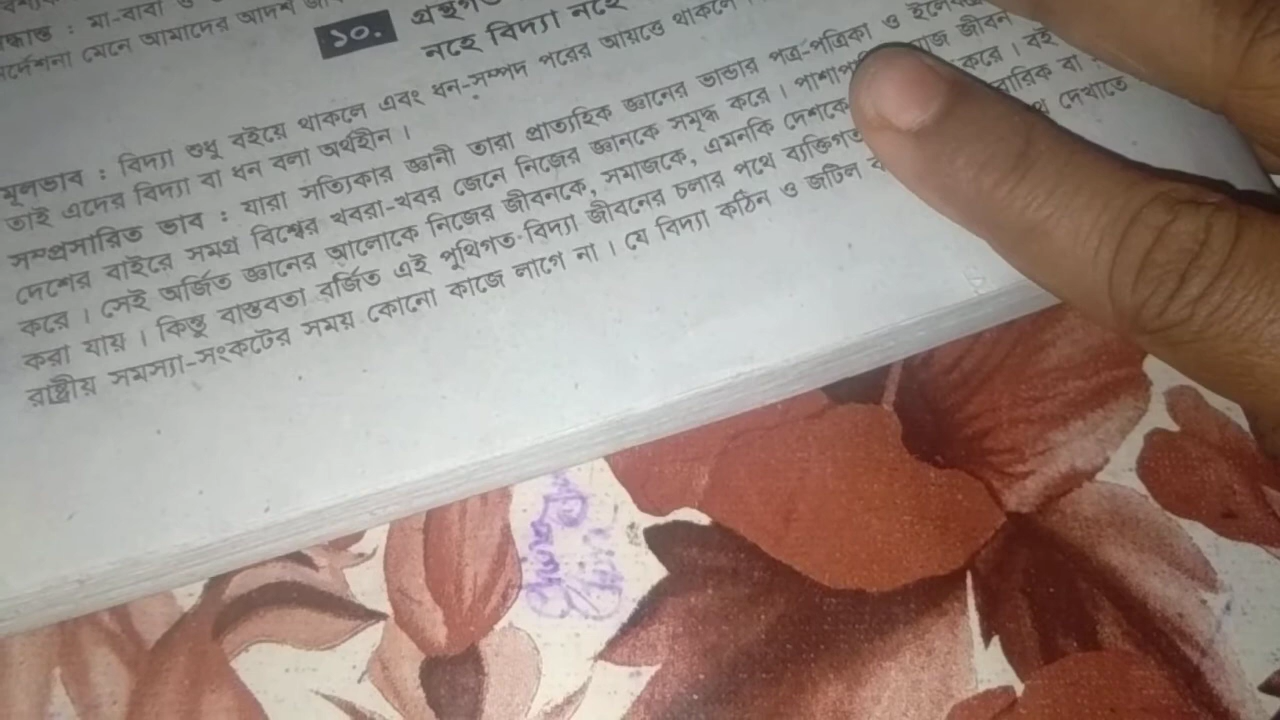 দ্ধান্ত : মা-বাবা ও
মেনে আমাদের আদর্শ
১০. গ্রন্থগত
নহে বিদ্যা নহে
মূলভাব : বিদ্যা শুধু বইয়ে থাকলে এবং ধন-সম্পদ পরের আয়ত্তে থাকলে
তাই এদের বিদ্যা বা ধন বলা অর্থহীন।
সম্প্রসারিত ভাব : যারা সত্যিকার জ্ঞানী তারা প্রাত্যহিক জ্ঞানের ভান্ডার পত্র-পত্রিকা ও
দেশের বাইরে সমগ্র বিশ্বের খবরা-খবর জেনে নিজের জ্ঞানকে সমৃদ্ধ করে। জীবন
করে। সেই অর্জিত জ্ঞানের আলোকে নিজের জীবনকে, সমাজকে, এমনকি দেশকে করে। বই
করা যায়। কিন্তু বাস্তবতা বর্জিত এই পুথিগত বিদ্যা জীবনের চলার পথে ব্যক্তিগত বা
রাষ্ট্রীয় সমস্যা-সংকটের সময় কোনো কাজে লাগে না। যে বিদ্যা কঠিন ও জটিল দেখাতে